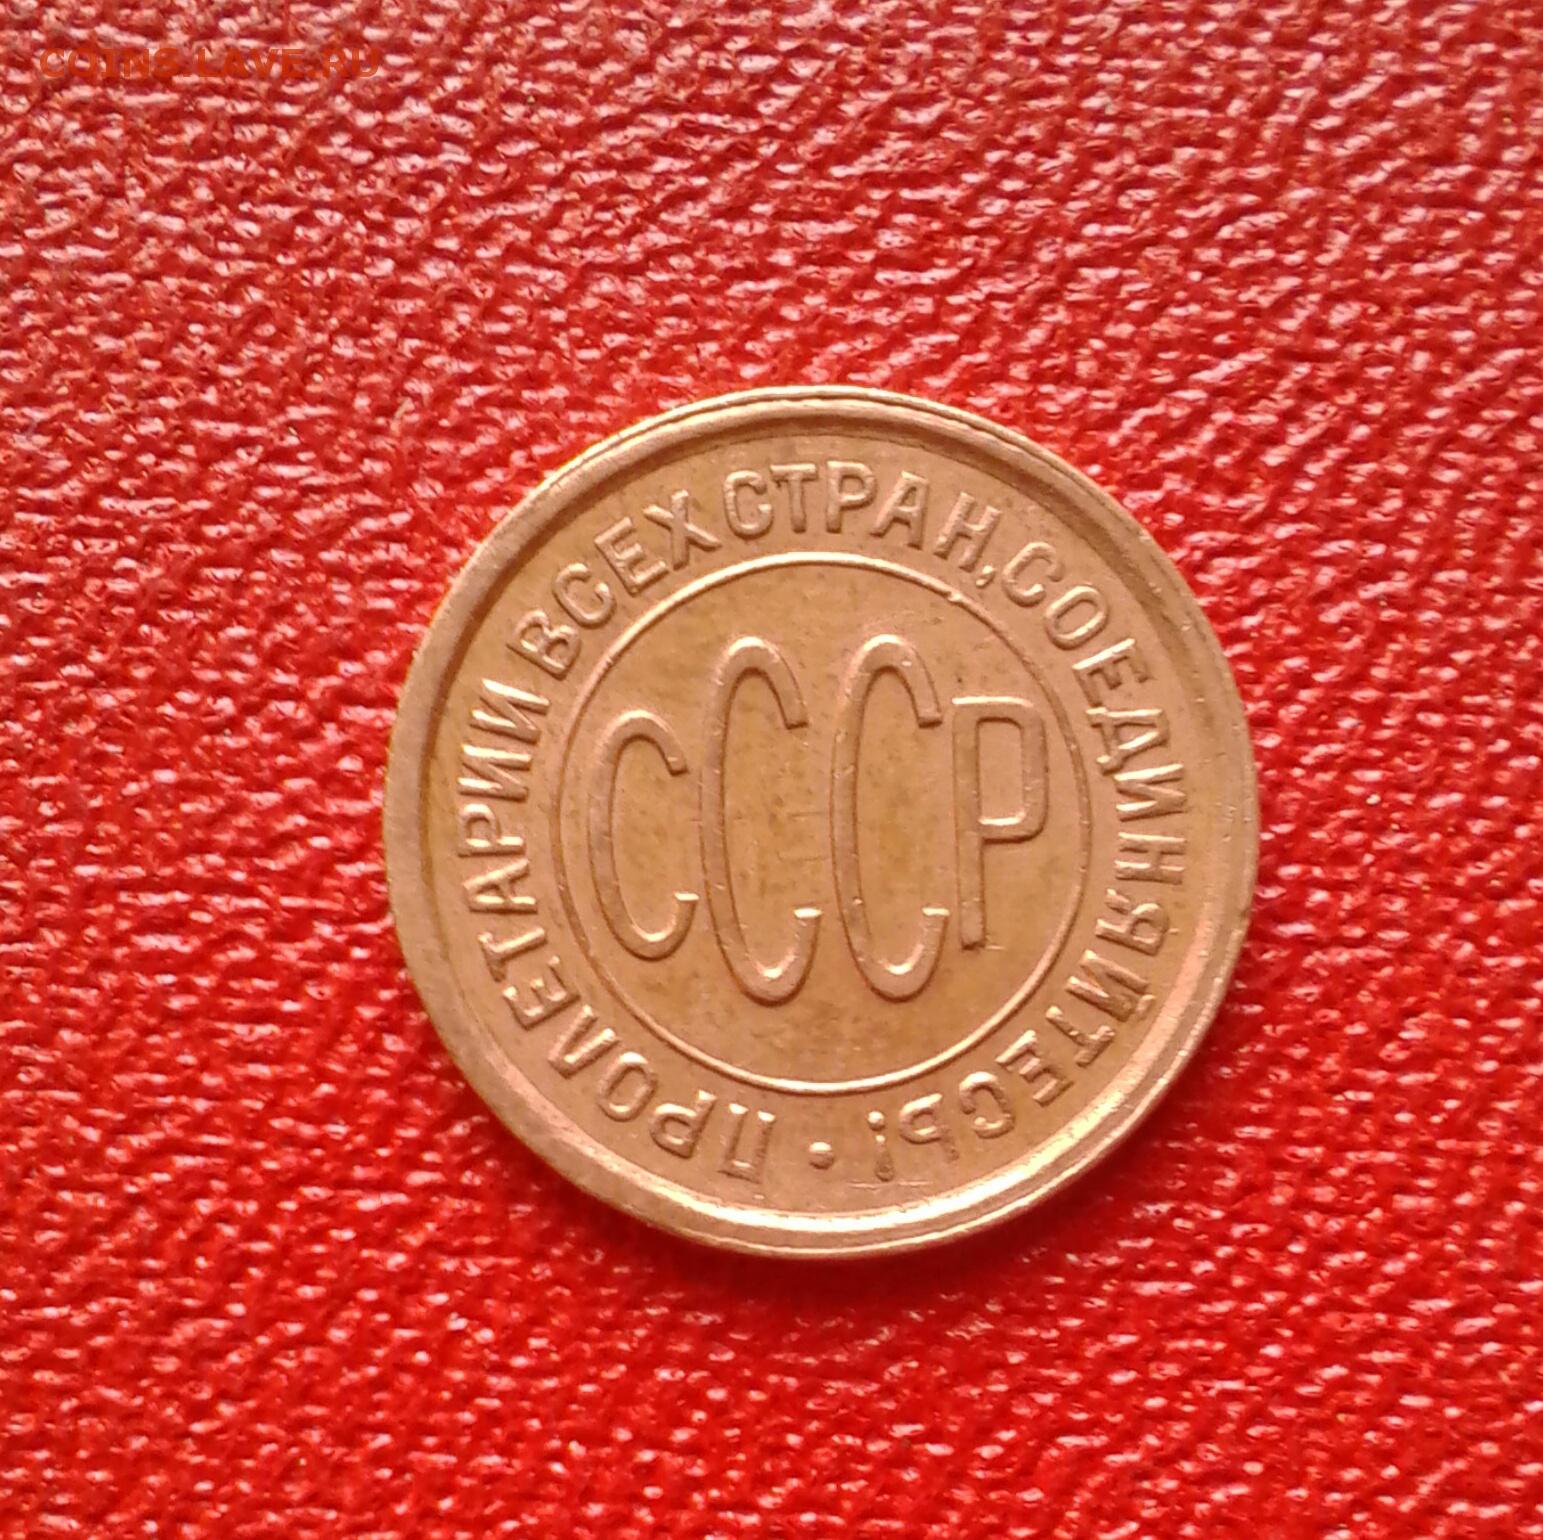 COINS.LAVE.RU
ПРОЛЕТАРИИ ВСЕХ СТРАН, СОЕДИНЯЙТЕСЬ! •
СССР